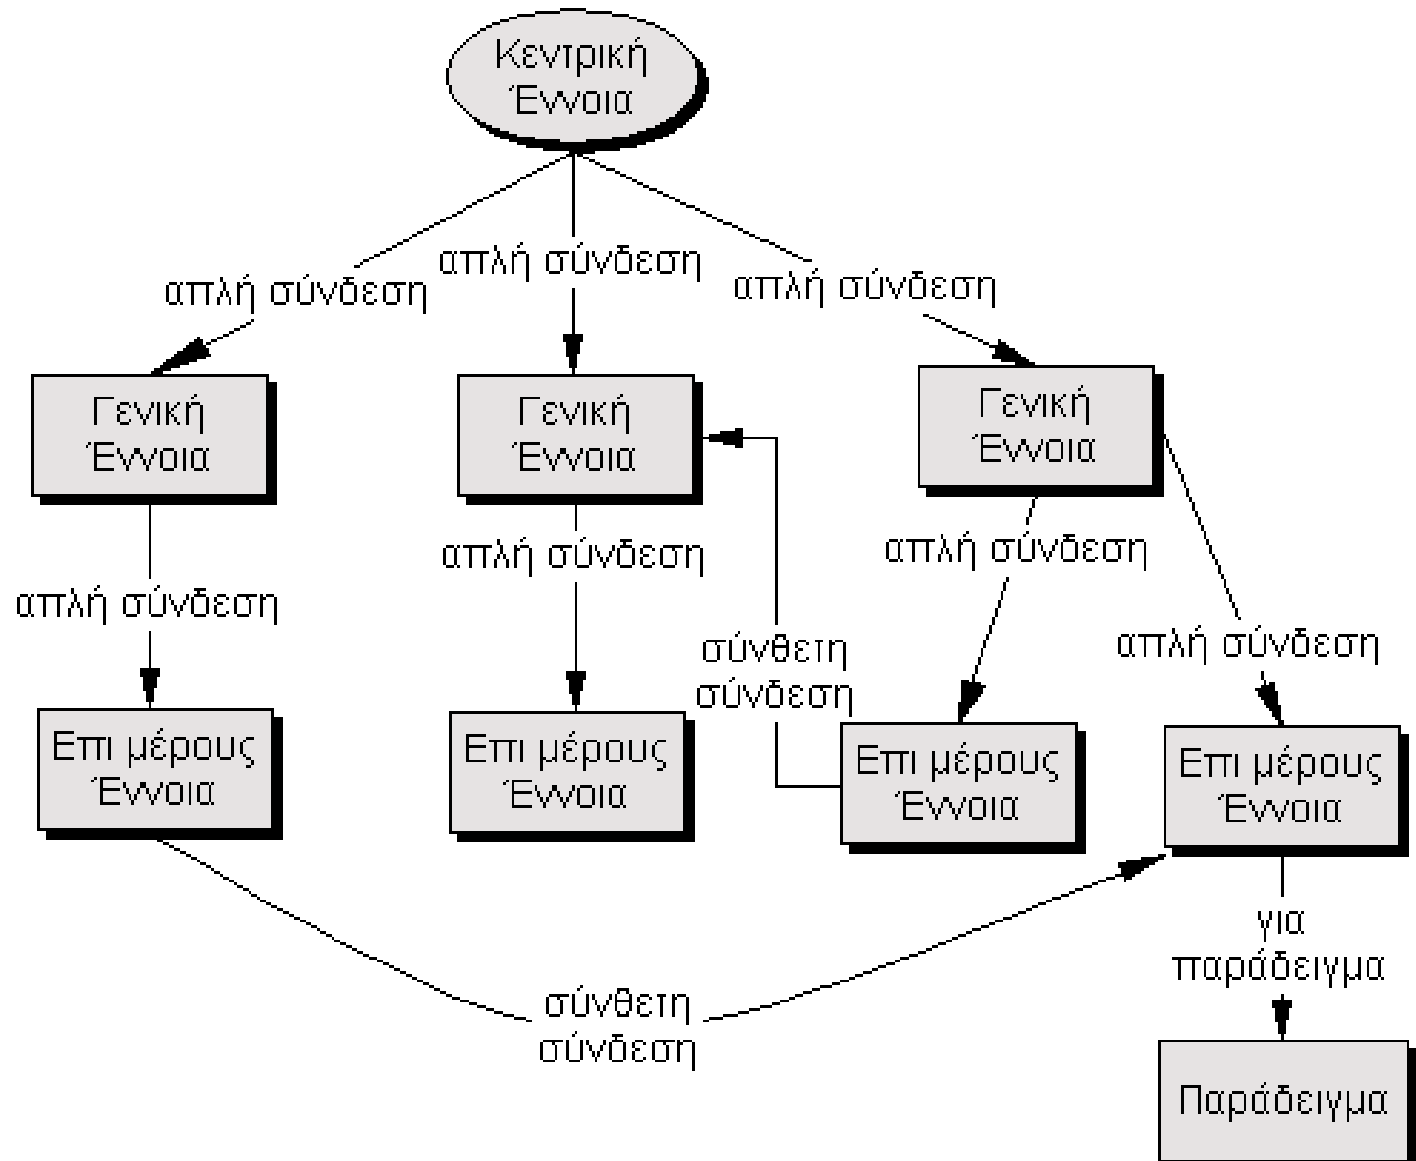 Κεντρική
Έννοια
απλή σύνδεση
απλή σύνδεση
απλή σύνδεση
Γενική
Έννοια
Γενική
Έννοια
Γενική
Έννοια
απλή σύνδεση
απλή σύνδεση
απλή σύνδεση
απλή σύνδεση
σύνθετη
σύνδεση
Επι μέρους
Έννοια
Επι μέρους
Έννοια
Επι μέρους
Έννοια
Επι μέρους
Έννοια
για
παράδειγμα
σύνθετη
σύνδεση
Παράδειγμα